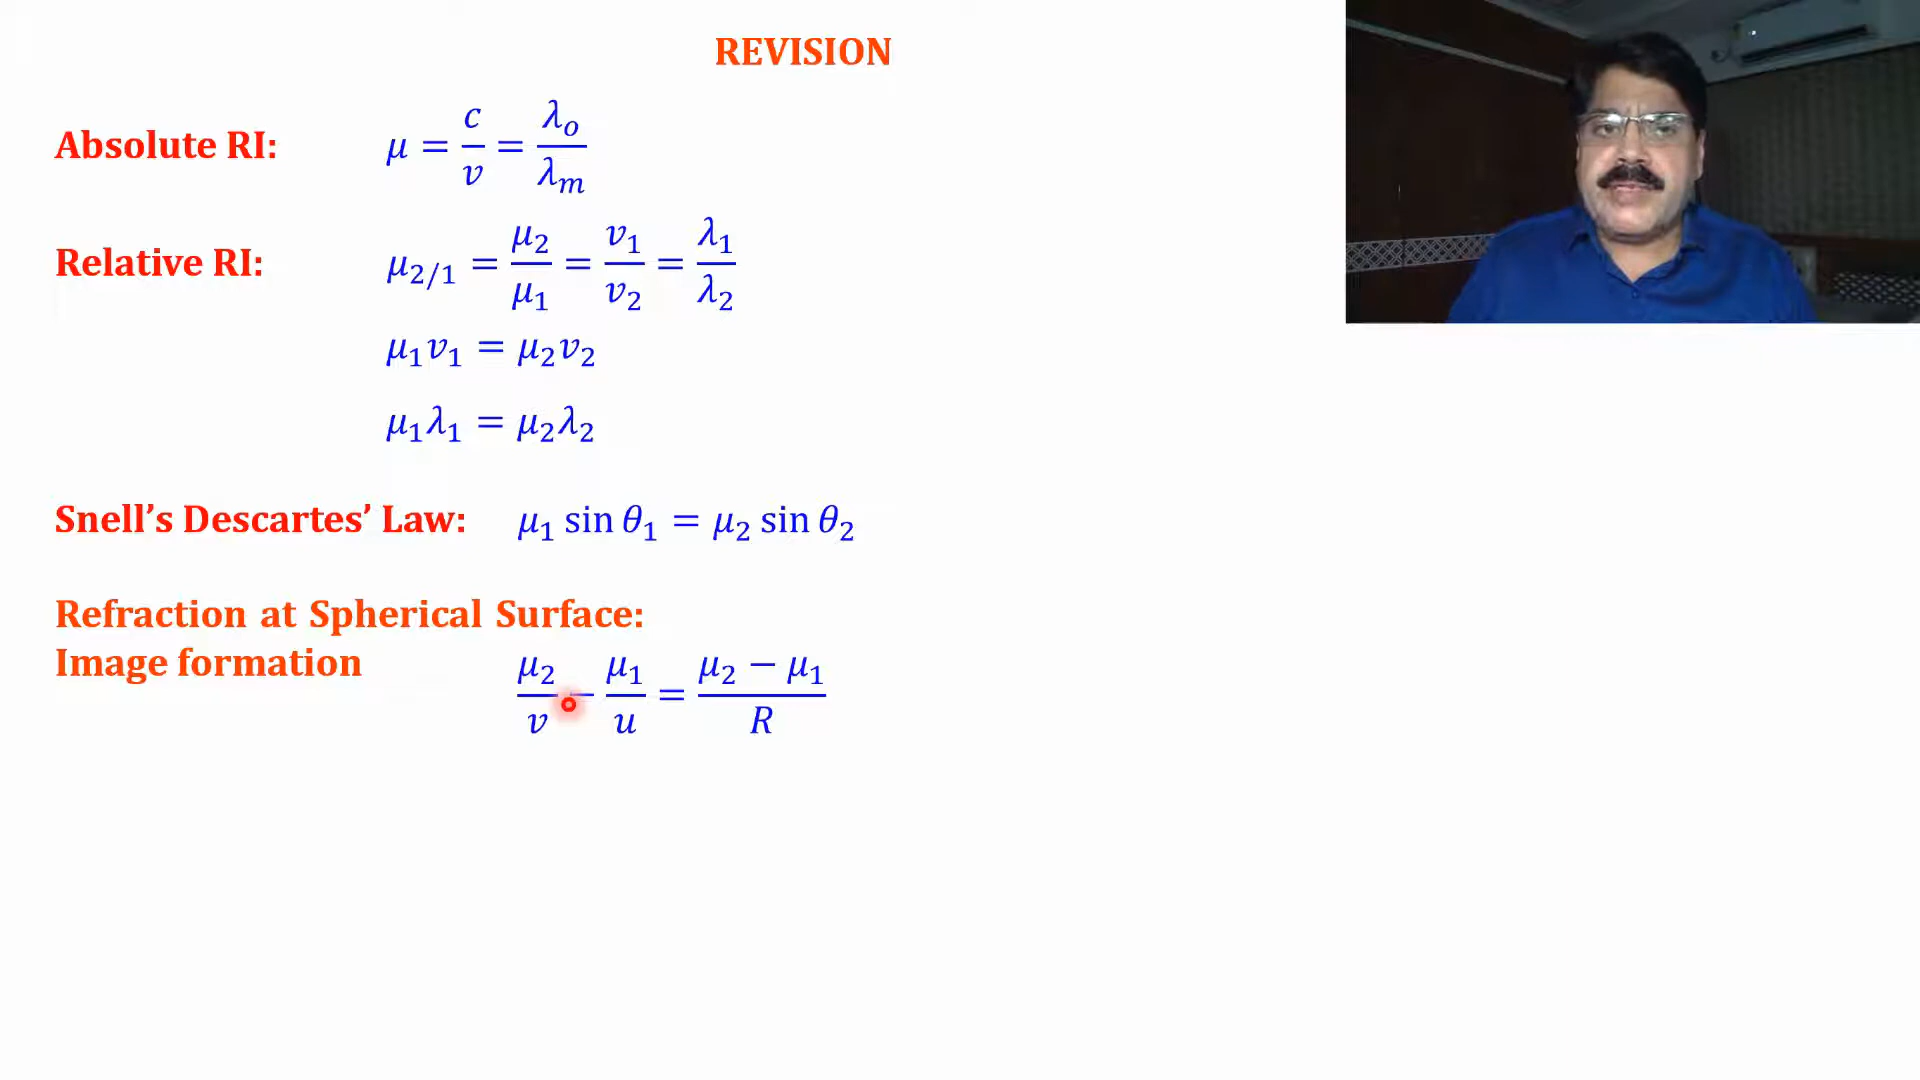 REVISION
Absolute RI: μ = c/v = λₒ/λₘ
Relative RI: μ₂/₁ = μ₂/μ₁ = v₁/v₂ = λ₁/λ₂
μ₁v₁ = μ₂v₂
μ₁λ₁ = μ₂λ₂
Snell’s Descartes’ Law: μ₁ sin θ₁ = μ₂ sin θ₂
Refraction at Spherical Surface:
Image formation
μ₂/v − μ₁/u = (μ₂ − μ₁)/R